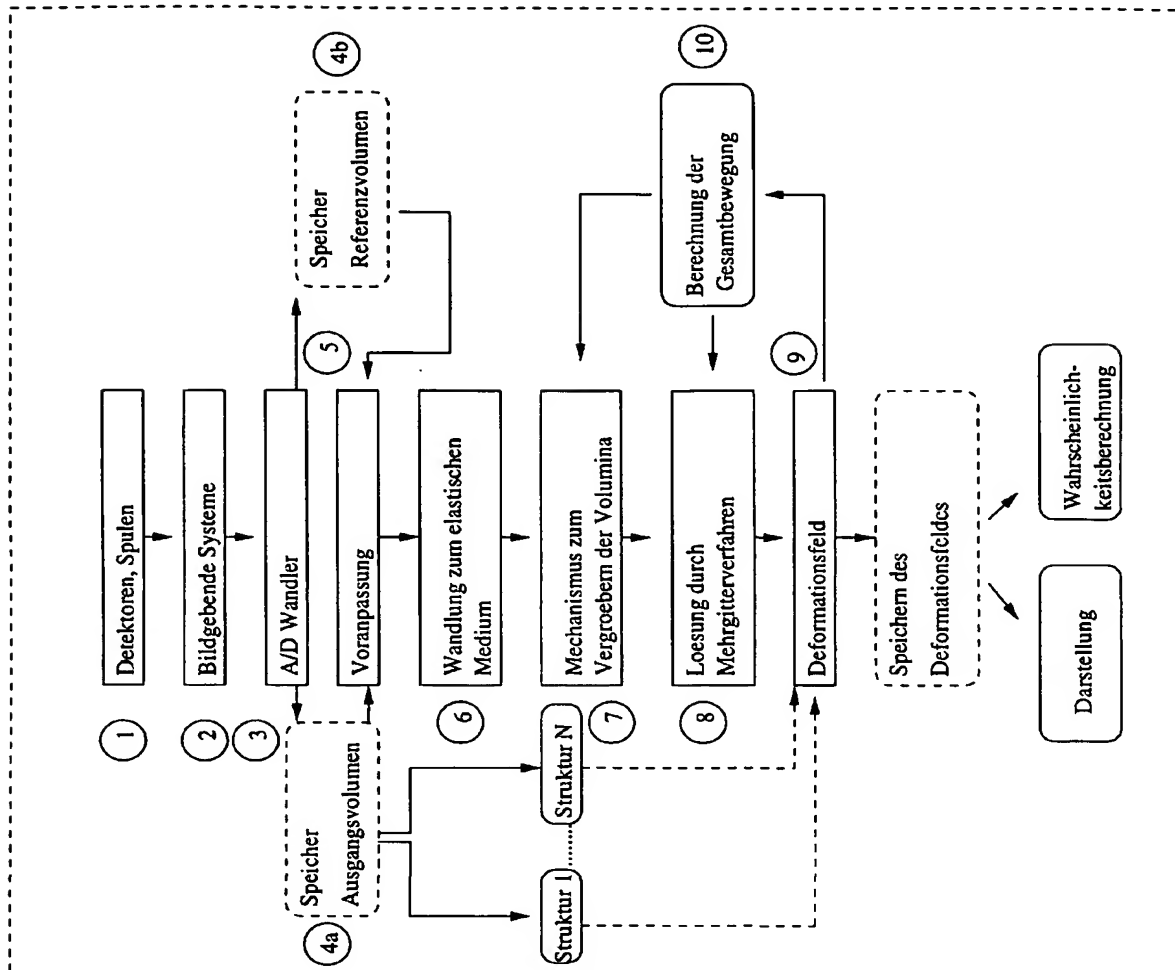 1
Detektoren, Spulen
2
Bildgebende Systeme
3
A/D Wandler
4a
Speicher
Ausgangsvolumen
4b
Speicher
Referenzvolumen
5
Voranpassung
6
Wandlung zum elastischen
Medium
7
Mechanismus zum
Vergroebern der Volumina
Struktur 1
Struktur N
8
Loesung durch
Mehrgitterverfahren
10
Berechnung der
Gesamtbewegung
9
Deformationsfeld
Speichern des
Deformationsfeldes
Darstellung
Wahrscheinlich-
keitsberechnung